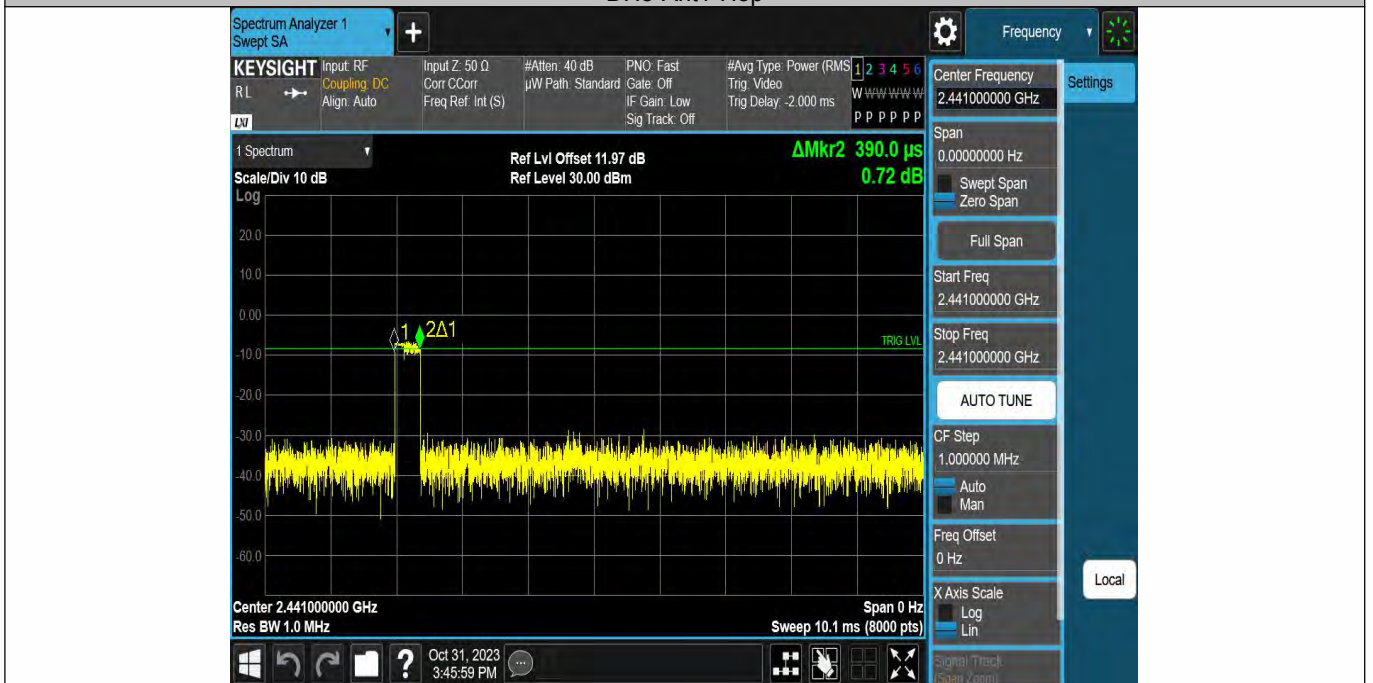 Spectrum Analyzer 1
Swept SA
+
Frequency
KEYSIGHT
RL
LXI
Input: RF
Coupling: DC
Align: Auto
Input Z: 50 Ω
Corr CCorr
Freq Ref: Int (S)
#Atten: 40 dB
µW Path: Standard
PNO: Fast
Gate: Off
IF Gain: Low
Sig Track: Off
#Avg Type: Power (RMS
Trig: Video
Trig Delay: -2.000 ms
1 2 3 4 5 6
W W W W W W
P P P P P P
1 Spectrum
Scale/Div 10 dB
Log
Ref Lvl Offset 11.97 dB
Ref Level 30.00 dBm
ΔMkr2 390.0 µs
0.72 dB
20.0
10.0
0.00
-10.0
-20.0
-30.0
-40.0
-50.0
-60.0
1
2Δ1
TRIG LVL
Center 2.441000000 GHz
Res BW 1.0 MHz
Span 0 Hz
Sweep 10.1 ms (8000 pts)
Center Frequency
2.441000000 GHz
Settings
Span
0.00000000 Hz
Swept Span
Zero Span
Full Span
Start Freq
2.441000000 GHz
Stop Freq
2.441000000 GHz
AUTO TUNE
CF Step
1.000000 MHz
Auto
Man
Freq Offset
0 Hz
X Axis Scale
Log
Lin
Signal Track
(Span Zoom)
Local
?
Oct 31, 2023
3:45:59 PM